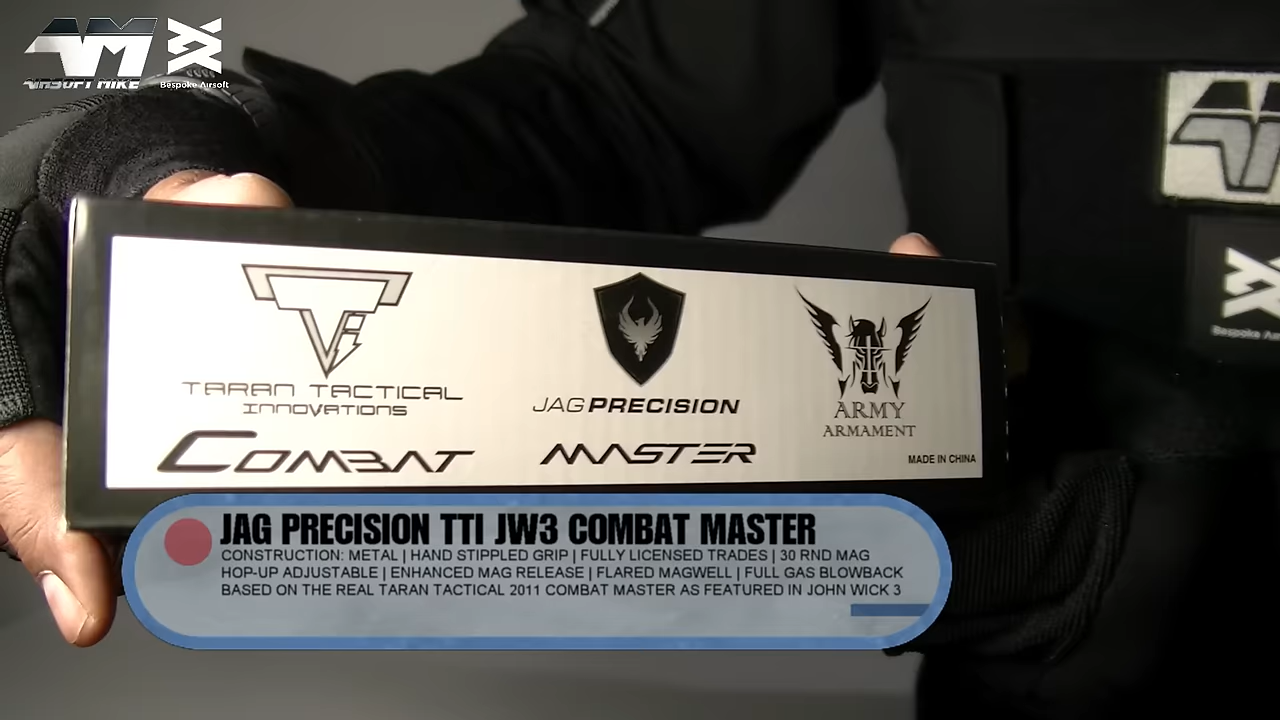 AIRSOFT MIKE
Bespoke Airsoft
TARAN TACTICAL
INNOVATIONS
COMBAT MASTER
JAG PRECISION
ARMY
ARMAMENT
MADE IN CHINA
Bespoke
JAG PRECISION TTI JW3 COMBAT MASTER
CONSTRUCTION: METAL | HAND STIPPLED GRIP | FULLY LICENSED TRADES | 30 RND MAG
HOP-UP ADJUSTABLE | ENHANCED MAG RELEASE | FLARED MAGWELL | FULL GAS BLOWBACK
BASED ON THE REAL TARAN TACTICAL 2011 COMBAT MASTER AS FEATURED IN JOHN WICK 3